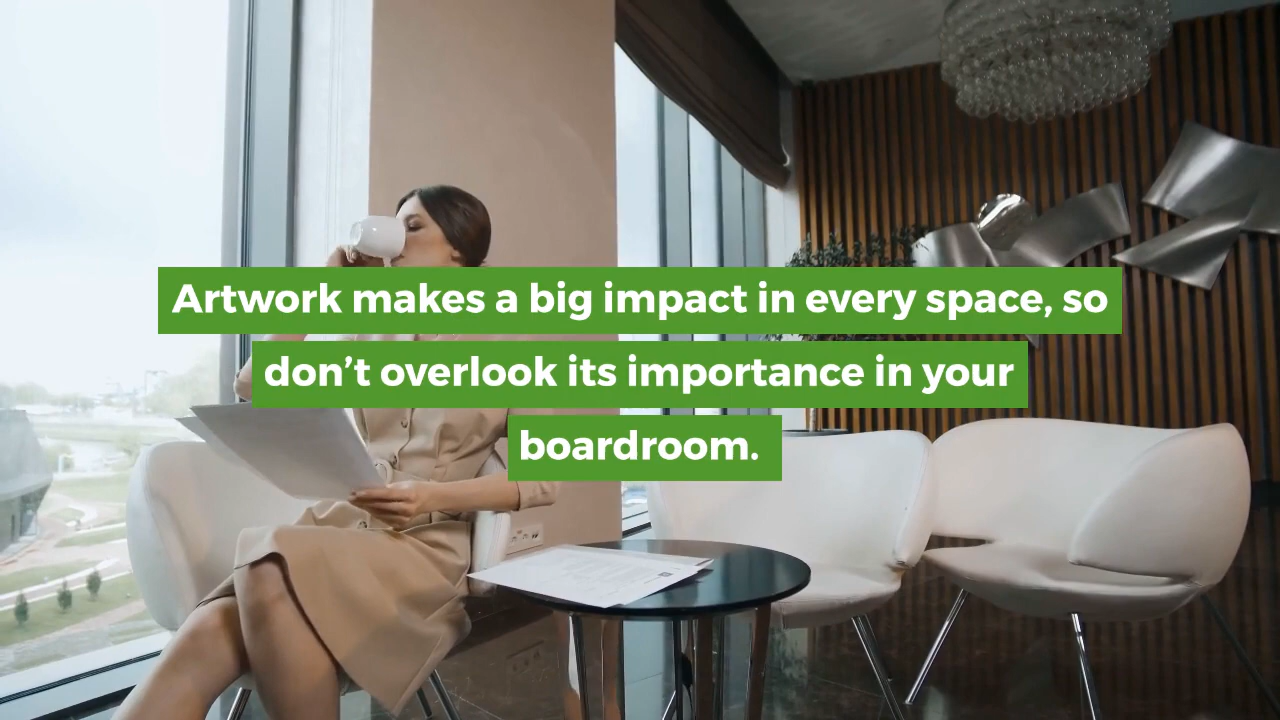 Artwork makes a big impact in every space, so
don’t overlook its importance in your
boardroom.